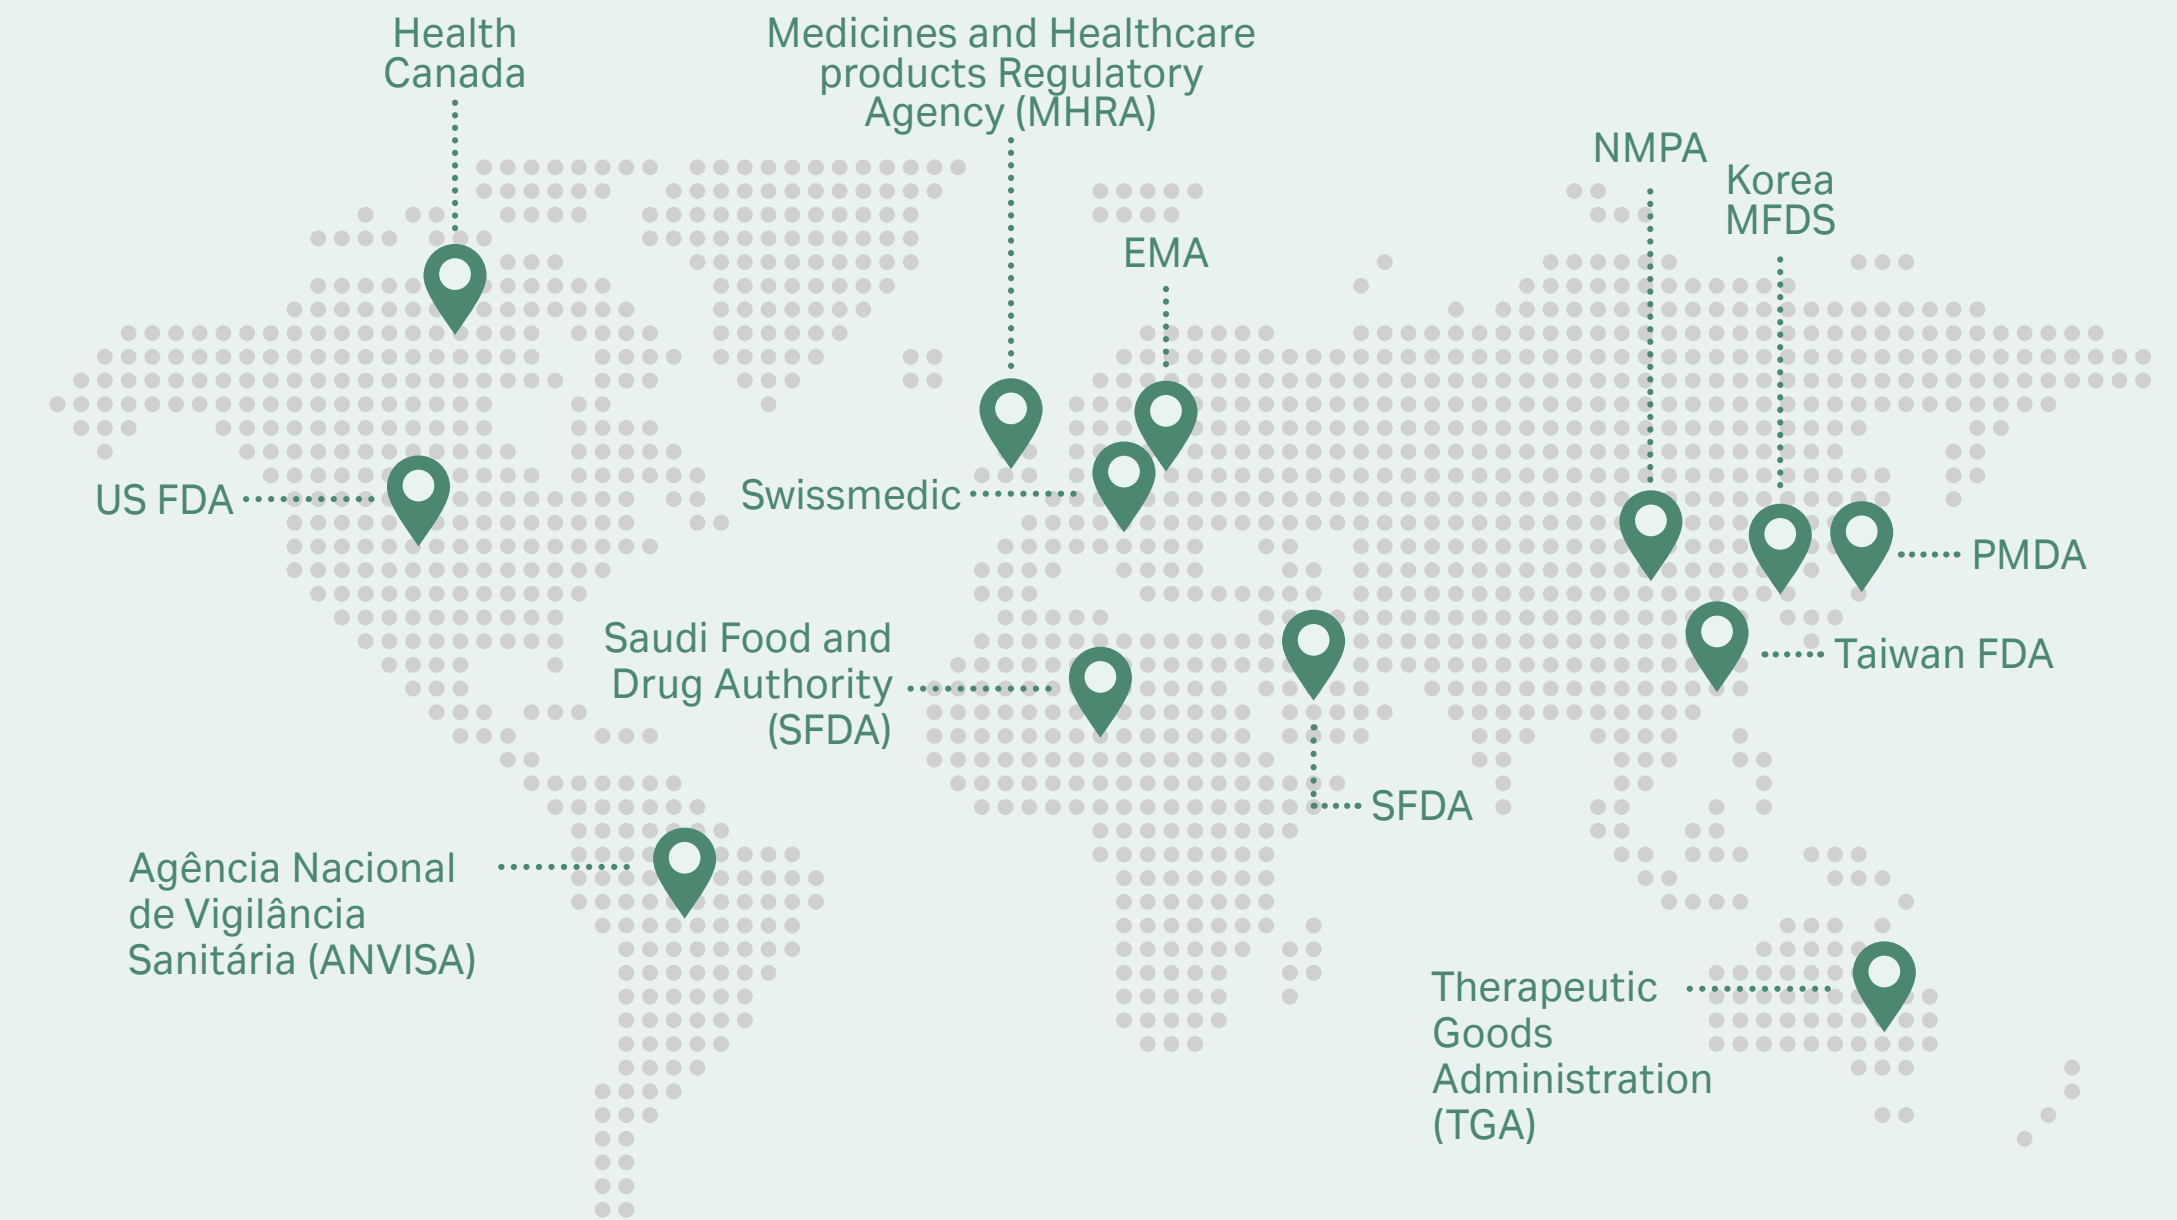 Health
Canada
Medicines and Healthcare
products Regulatory
Agency (MHRA)
NMPA
Korea
MFDS
EMA
US FDA
Swissmedic
PMDA
Saudi Food and
Drug Authority
(SFDA)
Taiwan FDA
SFDA
Agência Nacional
de Vigilância
Sanitária (ANVISA)
Therapeutic
Goods
Administration
(TGA)